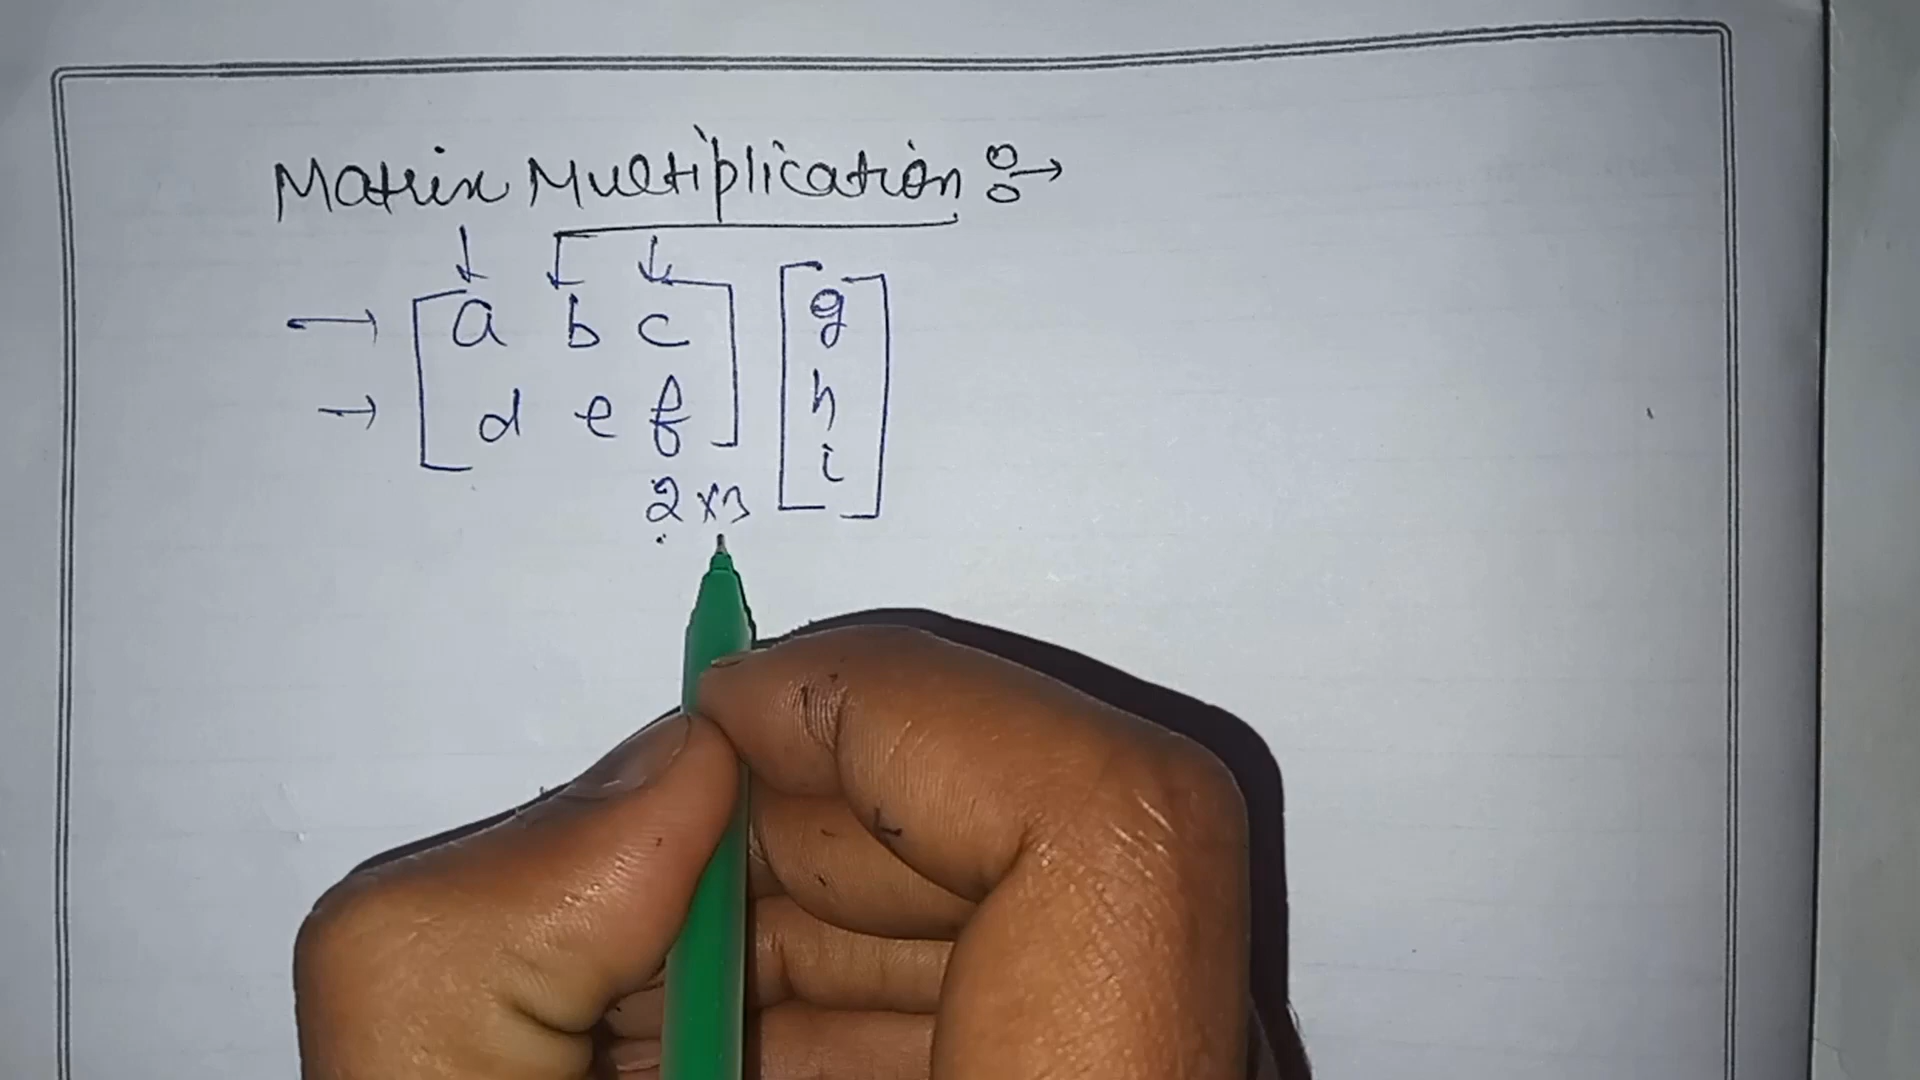 Matrix Multiplication :→
↓ ↓ ↓
→ [a b c] [g
→ [d e f] h
i]
2×3